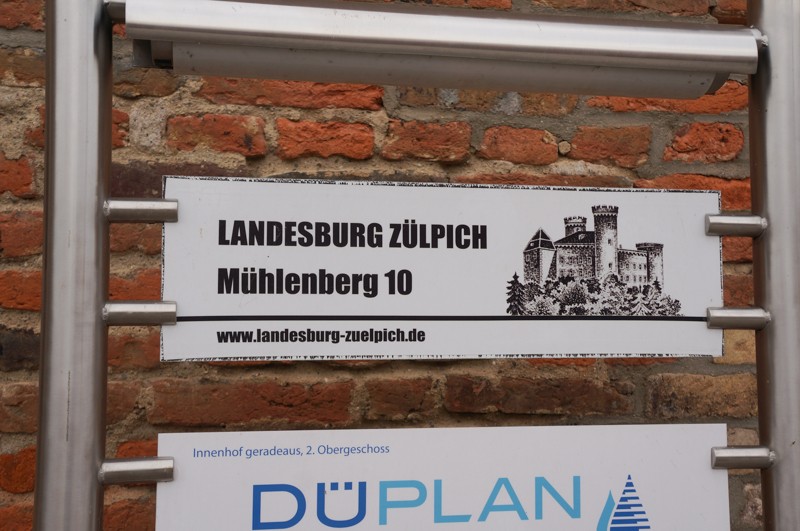 LANDESBURG ZÜLPICH
Mühlenberg 10
www.landesburg-zuelpich.de
Innenhof geradeaus, 2. Obergeschoss
DÜPLAN